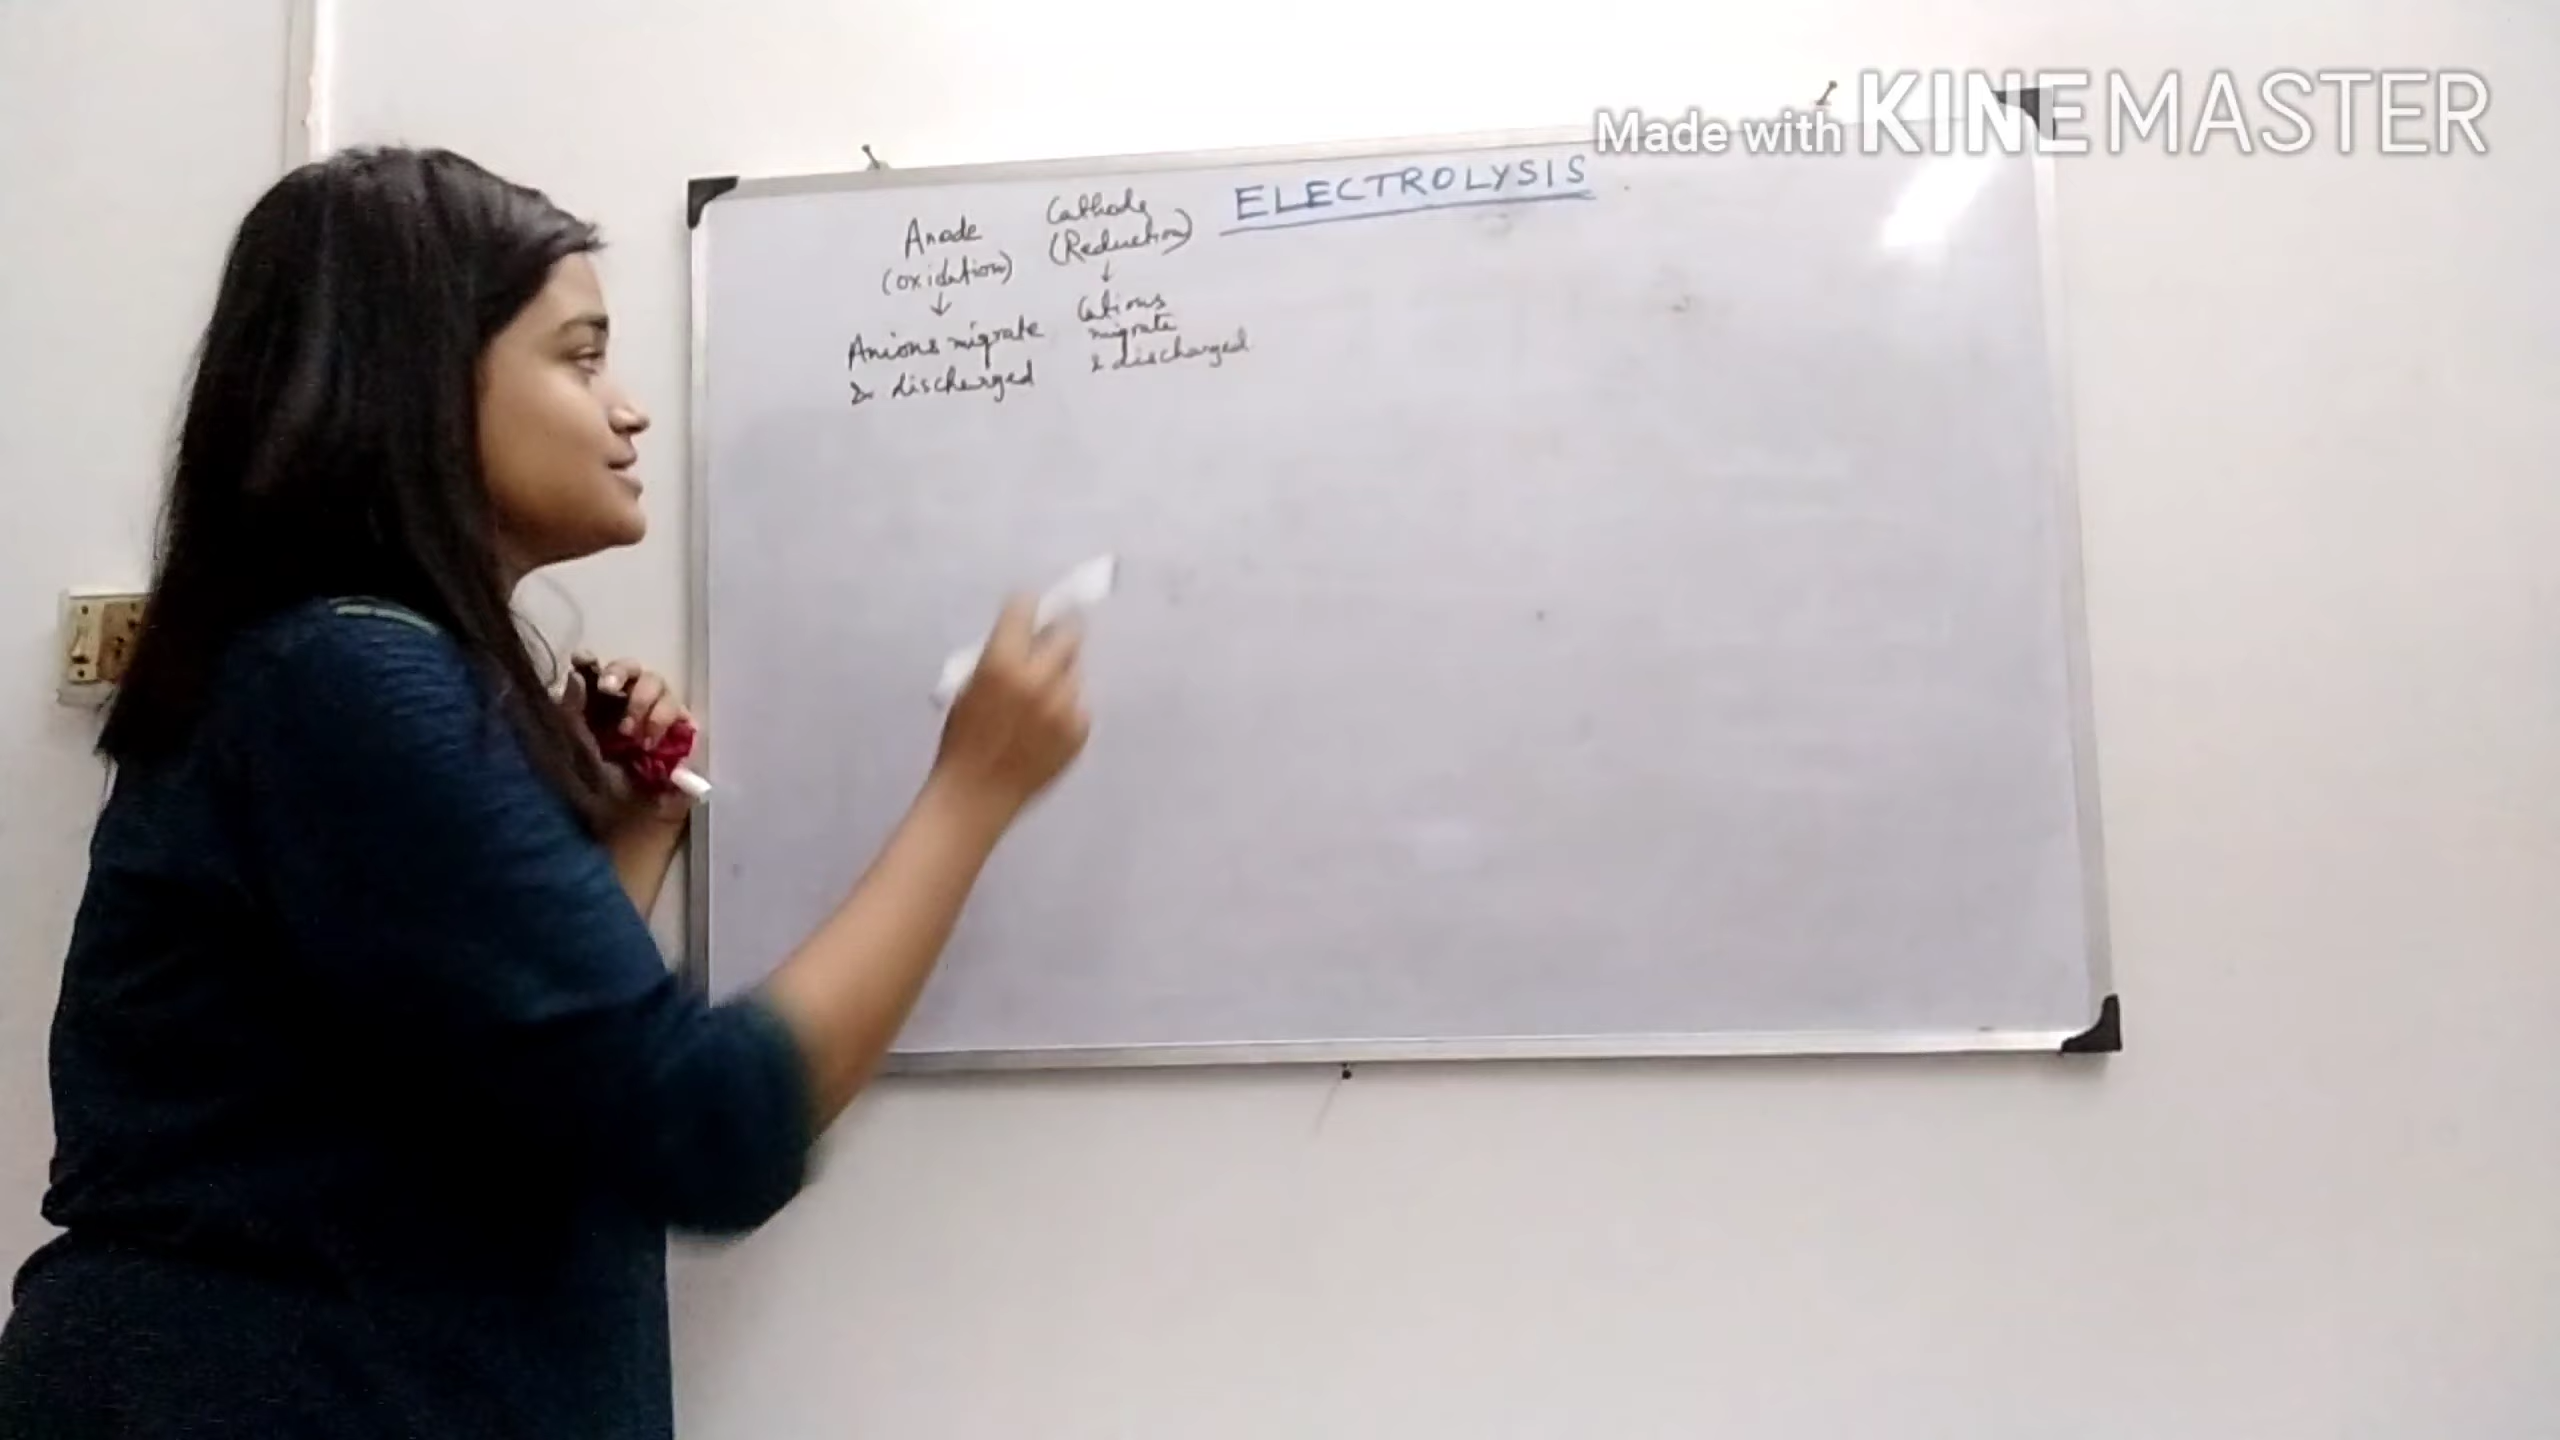 Made with KINEMASTER
ELECTROLYSIS
Anode
(oxidation)
↓
Anions migrate
& discharged
Cathode
(Reduction)
↓
Cations
migrate
& discharged